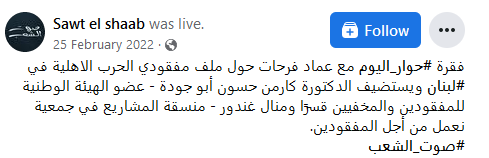 صوت الشعب
Sawt el shaab was live.
25 February 2022 ·
Follow
فقرة #حوار_اليوم مع عماد فرحات حول ملف مفقودي الحرب الاهلية في
#لبنان ويستضيف الدكتورة كارمن حسون أبو جودة - عضو الهيئة الوطنية
للمفقودين والمخفيين قسرًا ومنال غندور - منسقة المشاريع في جمعية
نعمل من أجل المفقودين.
#صوت_الشعب